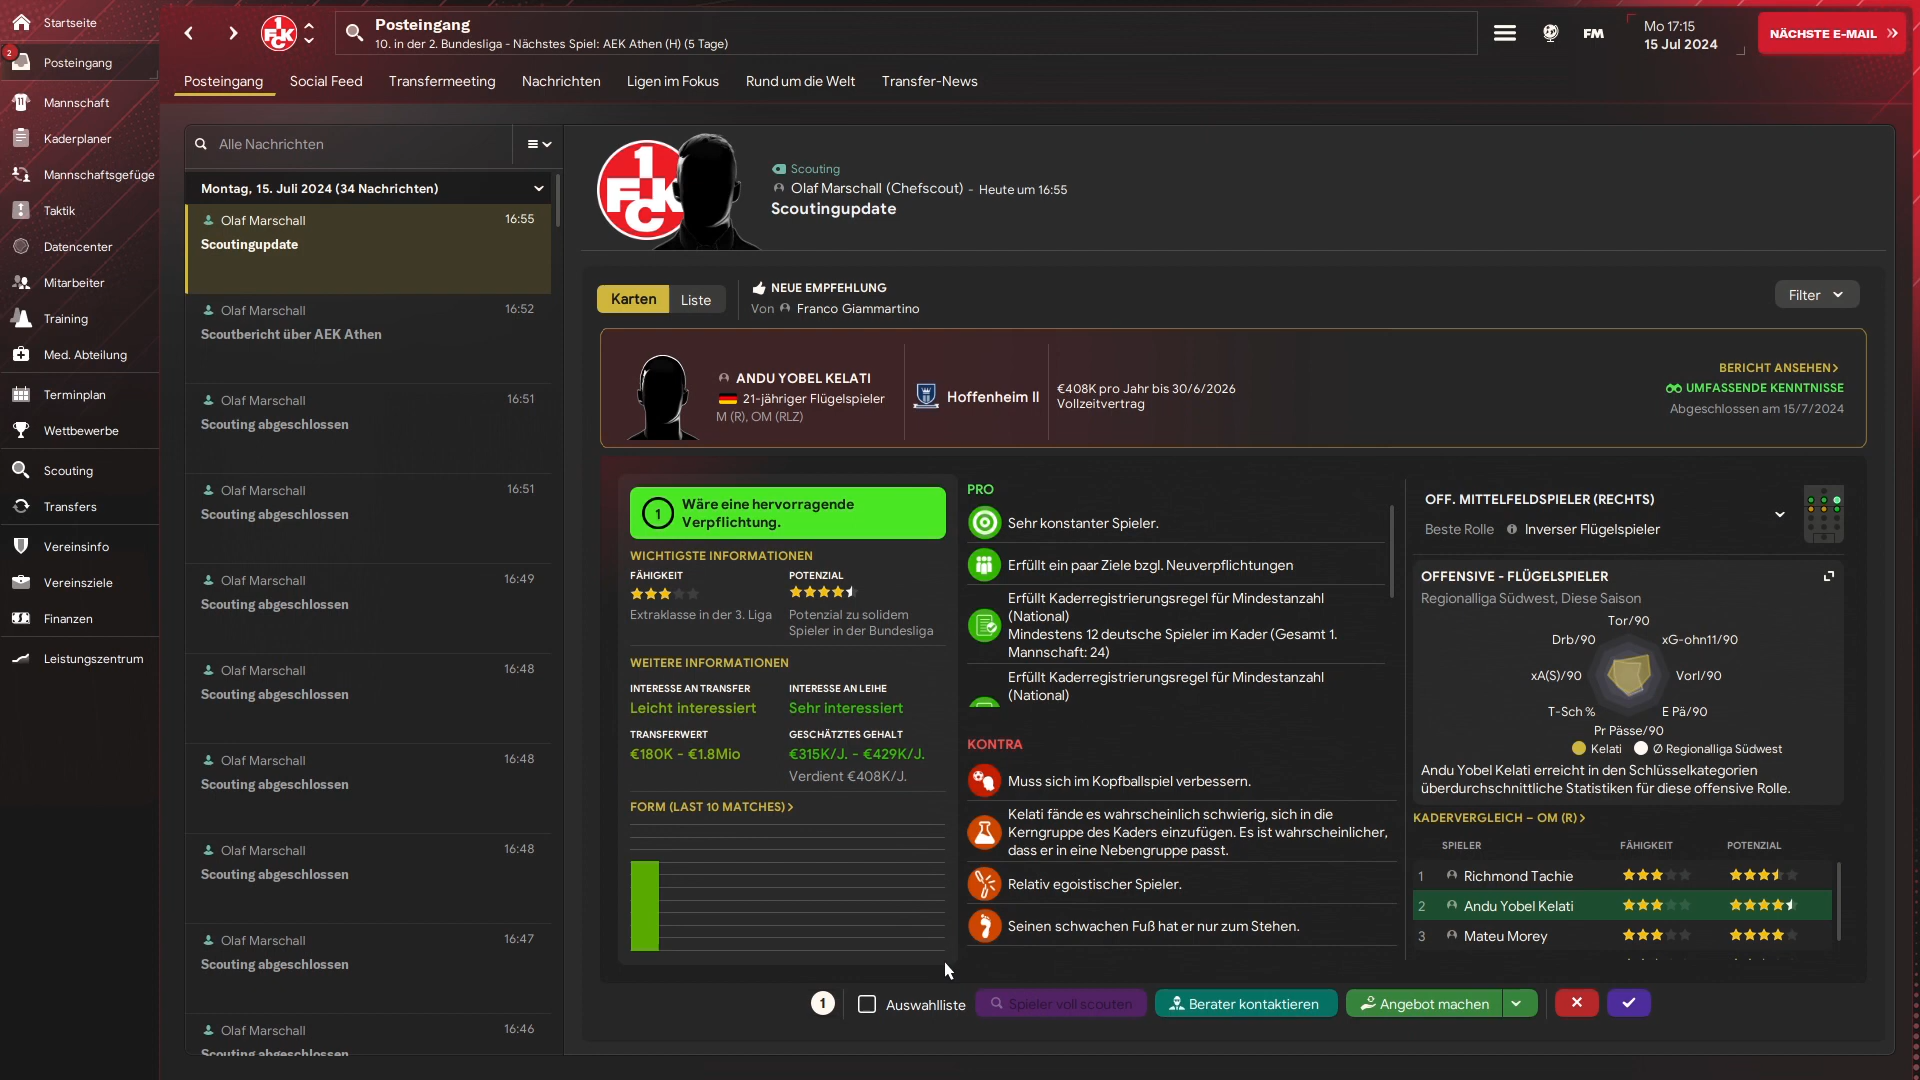 Startseite
2
Posteingang
Mannschaft
Kaderplaner
Mannschaftsgefüge
Taktik
Datencenter
Mitarbeiter
Training
Med. Abteilung
Terminplan
Wettbewerbe
Scouting
Transfers
Vereinsinfo
Vereinsziele
Finanzen
Leistungszentrum
Posteingang
10. in der 2. Bundesliga - Nächstes Spiel: AEK Athen (H) (5 Tage)
FM
Mo 17:15
15 Jul 2024
NÄCHSTE E-MAIL
Posteingang Social Feed Transfermeeting Nachrichten Ligen im Fokus Rund um die Welt Transfer-News
Alle Nachrichten
Montag, 15. Juli 2024 (34 Nachrichten)
Olaf Marschall 16:55
Scoutingupdate
Olaf Marschall 16:52
Scoutbericht über AEK Athen
Olaf Marschall 16:51
Scouting abgeschlossen
Olaf Marschall 16:51
Scouting abgeschlossen
Olaf Marschall 16:49
Scouting abgeschlossen
Olaf Marschall 16:48
Scouting abgeschlossen
Olaf Marschall 16:48
Scouting abgeschlossen
Olaf Marschall 16:48
Scouting abgeschlossen
Olaf Marschall 16:47
Scouting abgeschlossen
Olaf Marschall 16:46
Scouting abgeschlossen
1 FCK
Scouting
Olaf Marschall (Chefscout) - Heute um 16:55
Scoutingupdate
Karten Liste
NEUE EMPFEHLUNG
Von Franco Giammartino
Filter
ANDU YOBEL KELATI
21-jähriger Flügelspieler
M (R), OM (RLZ)
Hoffenheim II
€408K pro Jahr bis 30/6/2026
Vollzeitvertrag
BERICHT ANSEHEN
UMFASSENDE KENNTNISSE
Abgeschlossen am 15/7/2024
1
Wäre eine hervorragende
Verpflichtung.
WICHTIGSTE INFORMATIONEN
FÄHIGKEIT POTENZIAL
Extraklasse in der 3. Liga
Potenzial zu solidem
Spieler in der Bundesliga
WEITERE INFORMATIONEN
INTERESSE AN TRANSFER INTERESSE AN LEIHE
Leicht interessiert Sehr interessiert
TRANSFERWERT GESCHÄTZTES GEHALT
€180K - €1.8Mio €315K/J. - €429K/J.
Verdient €408K/J.
FORM (LAST 10 MATCHES)
PRO
Sehr konstanter Spieler.
Erfüllt ein paar Ziele bzgl. Neuverpflichtungen
Erfüllt Kaderregistrierungsregel für Mindestanzahl
(National)
Mindestens 12 deutsche Spieler im Kader (Gesamt 1.
Mannschaft: 24)
Erfüllt Kaderregistrierungsregel für Mindestanzahl
(National)
KONTRA
Muss sich im Kopfballspiel verbessern.
Kelati fände es wahrscheinlich schwierig, sich in die
Kerngruppe des Kaders einzufügen. Es ist wahrscheinlicher,
dass er in eine Nebengruppe passt.
Relativ egoistischer Spieler.
Seinen schwachen Fuß hat er nur zum Stehen.
OFF. MITTELFELDSPIELER (RECHTS)
Beste Rolle Inverser Flügelspieler
OFFENSIVE - FLÜGELSPIELER
Regionalliga Südwest, Diese Saison
Tor/90
Drb/90 xG-ohn11/90
xA(S)/90 Vorl/90
T-Sch % E Pä/90
Pr Pässe/90
Kelati Ø Regionalliga Südwest
Andu Yobel Kelati erreicht in den Schlüsselkategorien
überdurchschnittliche Statistiken für diese offensive Rolle.
KADERVERGLEICH – OM (R)
SPIELER FÄHIGKEIT POTENZIAL
1 Richmond Tachie
2 Andu Yobel Kelati
3 Mateu Morey
1 Auswahlliste Spieler voll scouten Berater kontaktieren Angebot machen